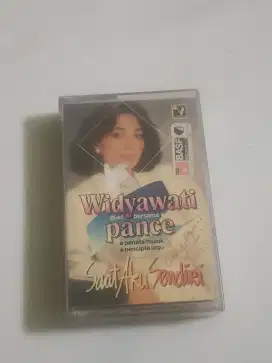 BASF
Widyawati
duet bersama
pance
penata musik
pencipta lagu
Saat Aku Sendiri